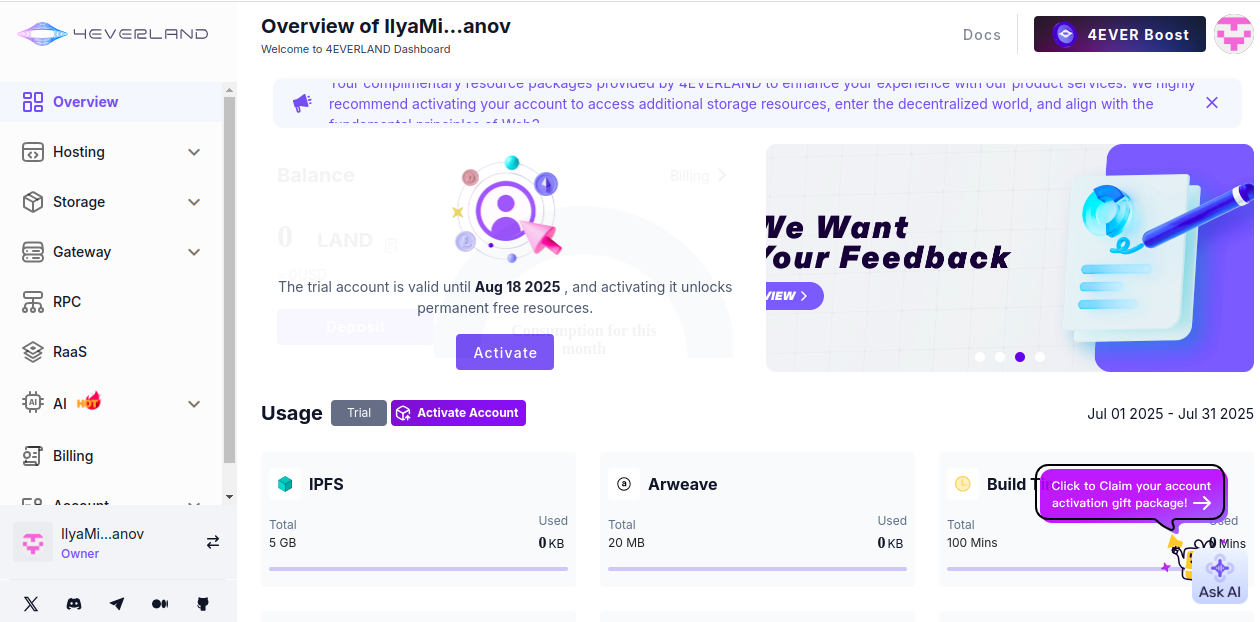 4EVERLAND
Overview of IlyaMi...anov
Welcome to 4EVERLAND Dashboard
Docs
4EVER Boost
Your complimentary resource packages provided by 4EVERLAND to enhance your experience with our product services. We highly
recommend activating your account to access additional storage resources, enter the decentralized world, and align with the
fundamental principles of Web3
Overview
Hosting
Storage
Gateway
RPC
RaaS
AI HOT
Billing
Account
IlyaMi...anov
Owner
Balance
Billing
0 LAND
The trial account is valid until Aug 18 2025 , and activating it unlocks
permanent free resources.
Deposit
Consumption for this
month
Activate
We Want
Your Feedback
Usage
Trial
Activate Account
Jul 01 2025 - Jul 31 2025
IPFS
Total
Used
5 GB
0 KB
Arweave
a
Total
Used
20 MB
0 KB
Click to Claim your account
activation gift package!
Total
Used
100 Mins
0 Mins
Ask AI